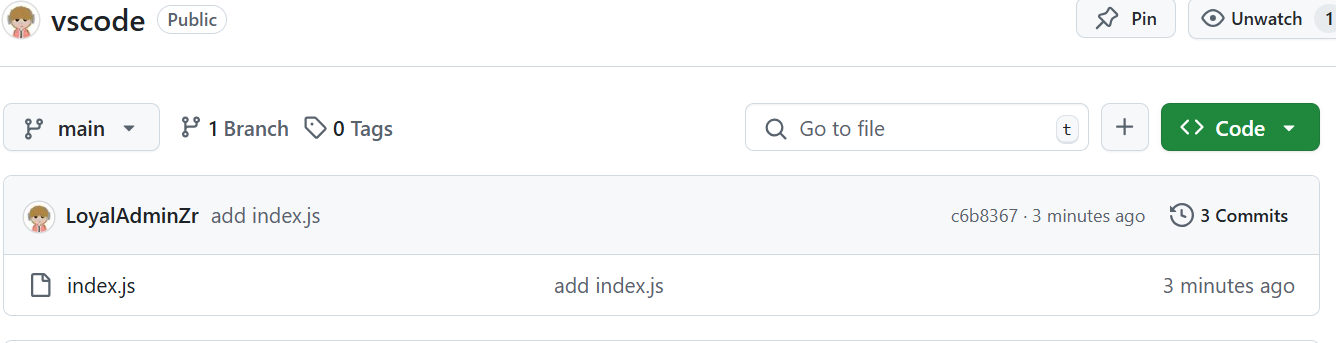 vscode Public Pin Unwatch 1
main 1 Branch 0 Tags Go to file t Code
LoyalAdminZr add index.js c6b8367 · 3 minutes ago 3 Commits
index.js add index.js 3 minutes ago